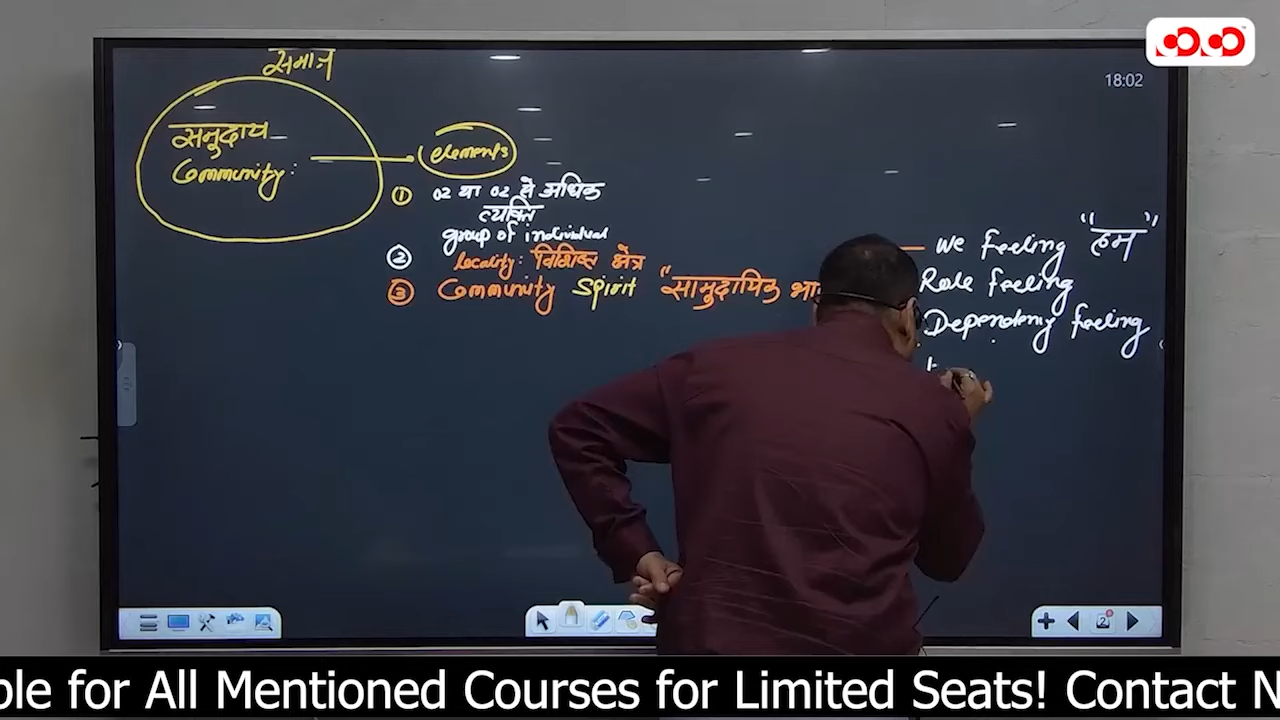 समाज
18:02
समुदाय
Community:
elements
① 02 या 02 से अधिक
व्यक्ति
group of individual
② locality: विशिष्ट क्षेत्र
③ Community Spirit "सामुदायिक
— We feeling "हम"
Role feeling
Dependency feeling
2
for All Mentioned Courses for Limited Seats! Contact